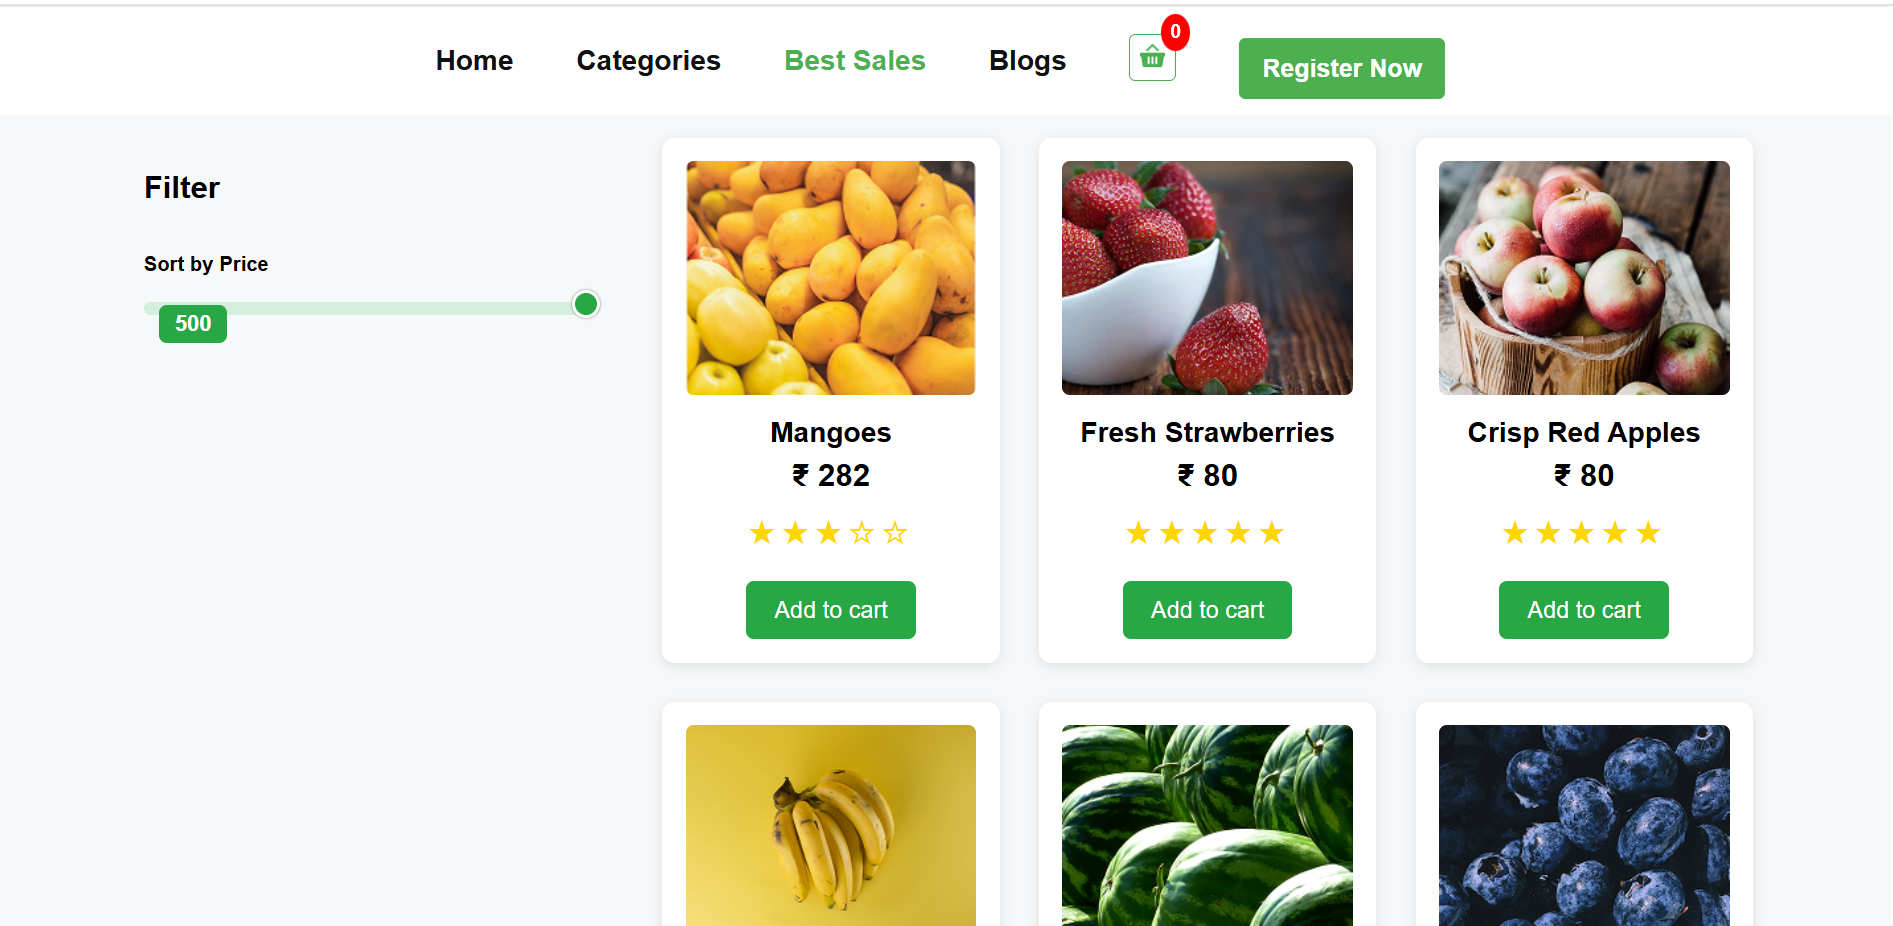 Home Categories Best Sales Blogs 0 Register Now
Filter
Sort by Price
500
Mangoes
₹ 282
Add to cart
Fresh Strawberries
₹ 80
Add to cart
Crisp Red Apples
₹ 80
Add to cart